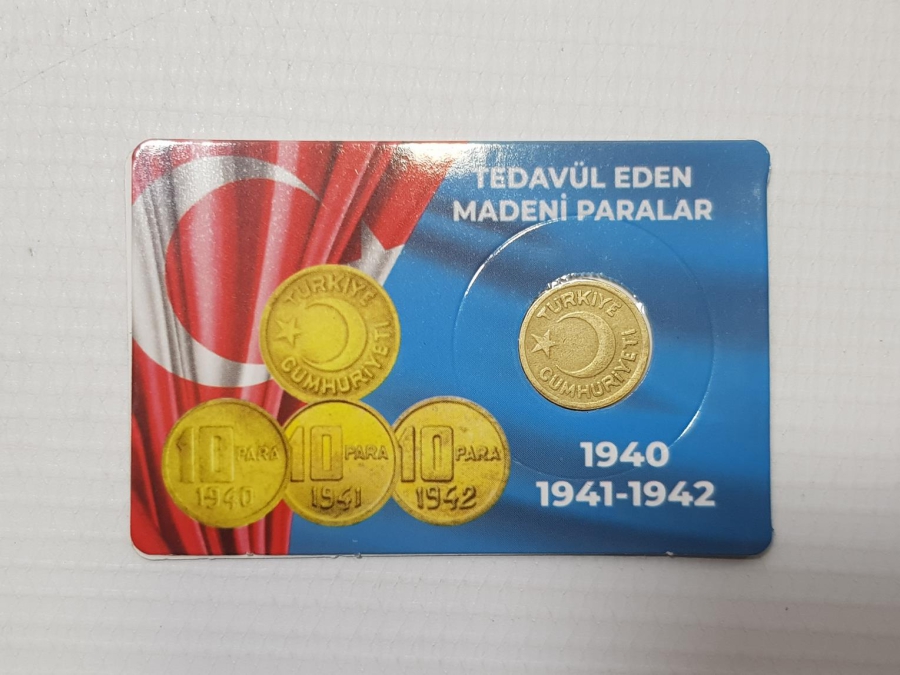 TEDAVÜL EDEN
MADENİ PARALAR
TÜRKİYE
CUMHURİYETİ
TÜRKİYE
CUMHURİYETİ
10 PARA
1940
10 PARA
1941
10 PARA
1942
1940
1941-1942